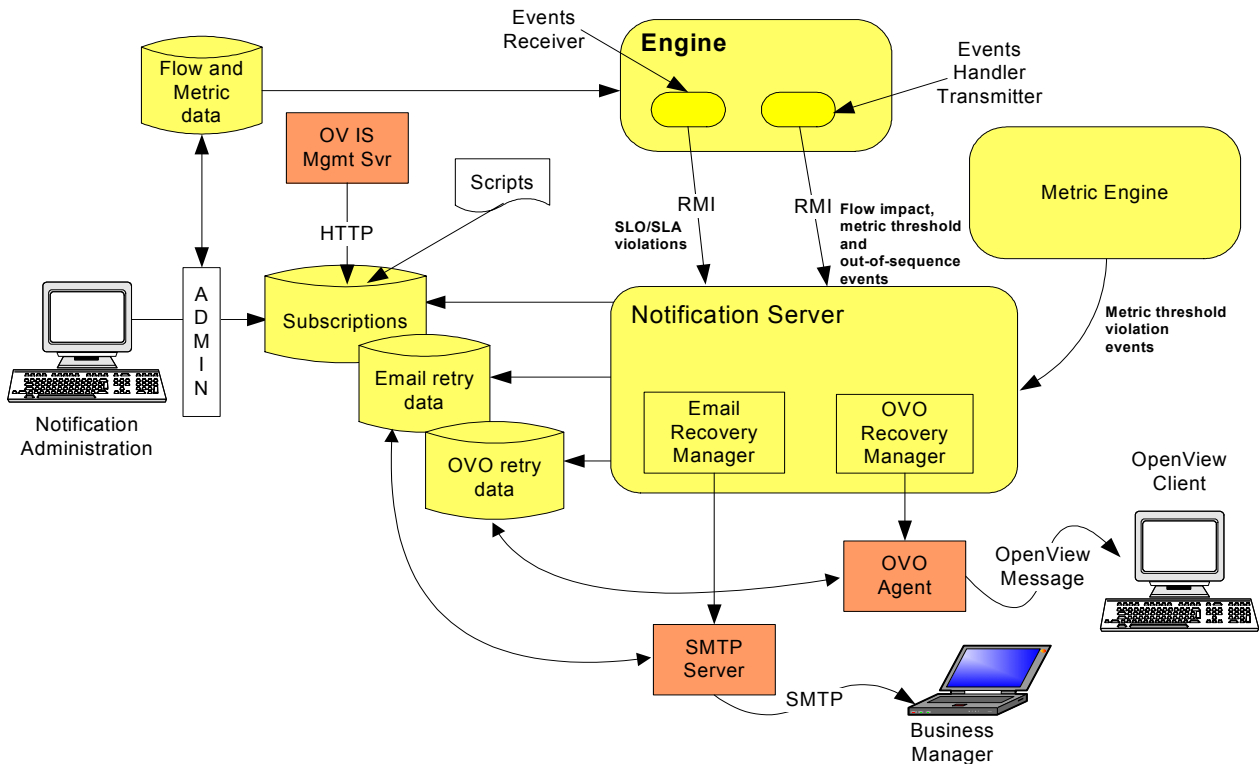 Events
Receiver
Engine
Events
Handler
Transmitter
Flow and
Metric
data
OV IS
Mgmt Svr
Scripts
HTTP
RMI
SLO/SLA
violations
RMI
Flow impact,
metric threshold
and
out-of-sequence
events
Metric Engine
Metric threshold
violation
events
A
D
M
I
N
Subscriptions
Notification Server
Email retry
data
OVO retry
data
Email
Recovery
Manager
OVO
Recovery
Manager
Notification
Administration
OpenView
Client
OVO
Agent
OpenView
Message
SMTP
Server
SMTP
Business
Manager